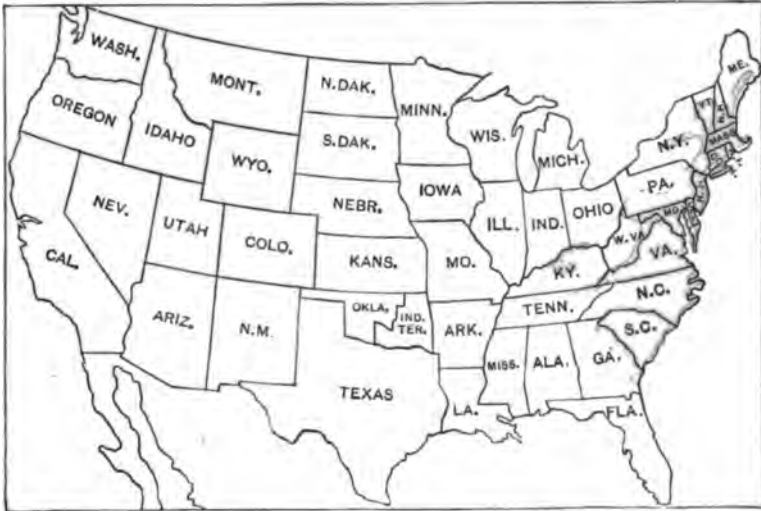 WASH.
MONT.
N. DAK.
MINN.
ME.
VT.
OREGON
IDAHO
S. DAK.
WIS.
MICH.
N.Y.
MASS
WYO.
IOWA
PA.
NEV.
UTAH
COLO.
NEBR.
ILL.
IND.
OHIO
MD.
W. VA
VA.
CAL.
KANS.
MO.
KY.
ARIZ.
N.M.
OKLA.
IND.
TER.
ARK.
TENN.
N.C.
S.C.
MISS.
ALA.
GA.
TEXAS
LA.
FLA.